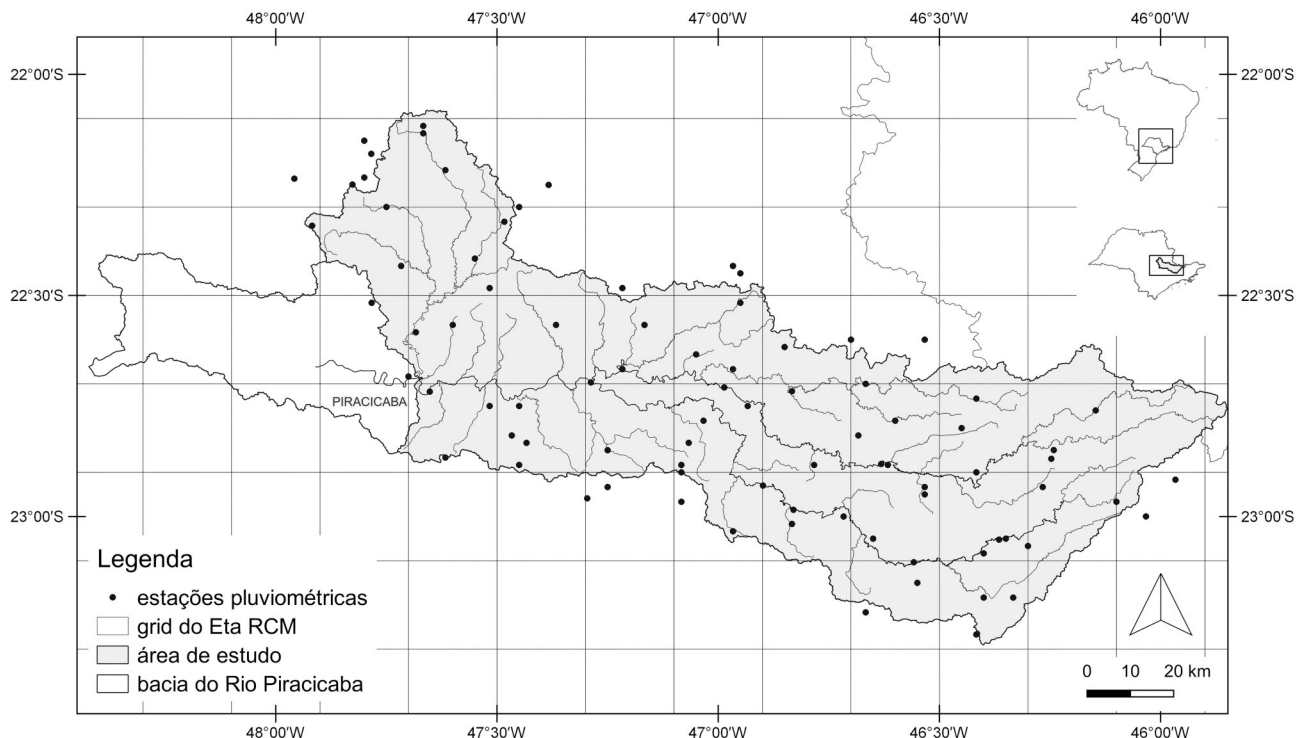 48°00'W 47°30'W 47°00'W 46°30'W 46°00'W
22°00'S 22°00'S
22°30'S 22°30'S
PIRACICABA
23°00'S 23°00'S
Legenda
estações pluviométricas
grid do Eta RCM
área de estudo
bacia do Rio Piracicaba
0 10 20 km
48°00'W 47°30'W 47°00'W 46°30'W 46°00'W